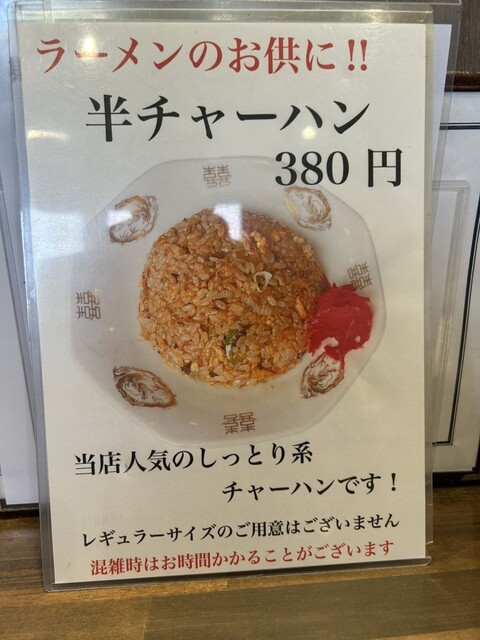 ラーメンのお供に!!
半チャーハン
380 円
当店人気のしっとり系
チャーハンです！
レギュラーサイズのご用意はございません
混雑時はお時間かかることがございます